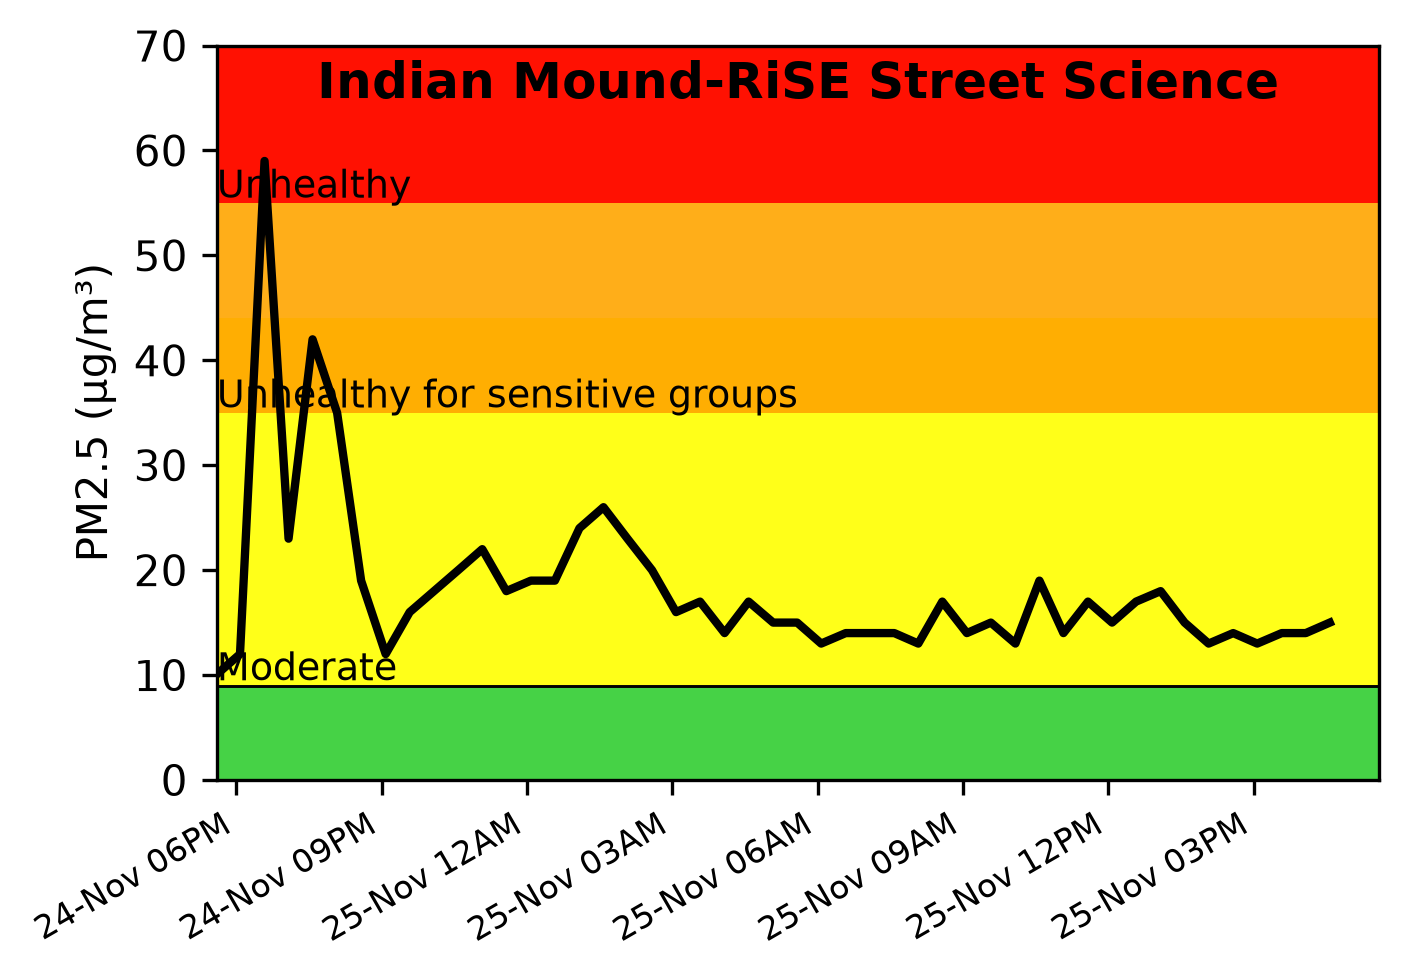 Indian Mound-RiSE Street Science
70
60
Unhealthy
50
40
Unhealthy for sensitive groups
30
20
Moderate
10
0
PM2.5 (µg/m³)
24-Nov 06PM
24-Nov 09PM
25-Nov 12AM
25-Nov 03AM
25-Nov 06AM
25-Nov 09AM
25-Nov 12PM
25-Nov 03PM